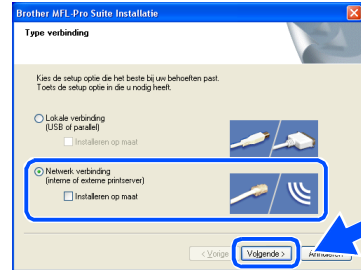 Brother MFL-Pro Suite Installatie
Type verbinding
Kies de setup optie die het beste bij uw behoeften past.
Toets de setup optie in die u nodig heeft.
Lokale verbinding
(USB of parallel)
Installeren op maat
Netwerk verbinding
(interne of externe printserver)
Installeren op maat
< Vorige
Volgende >
Annuleren